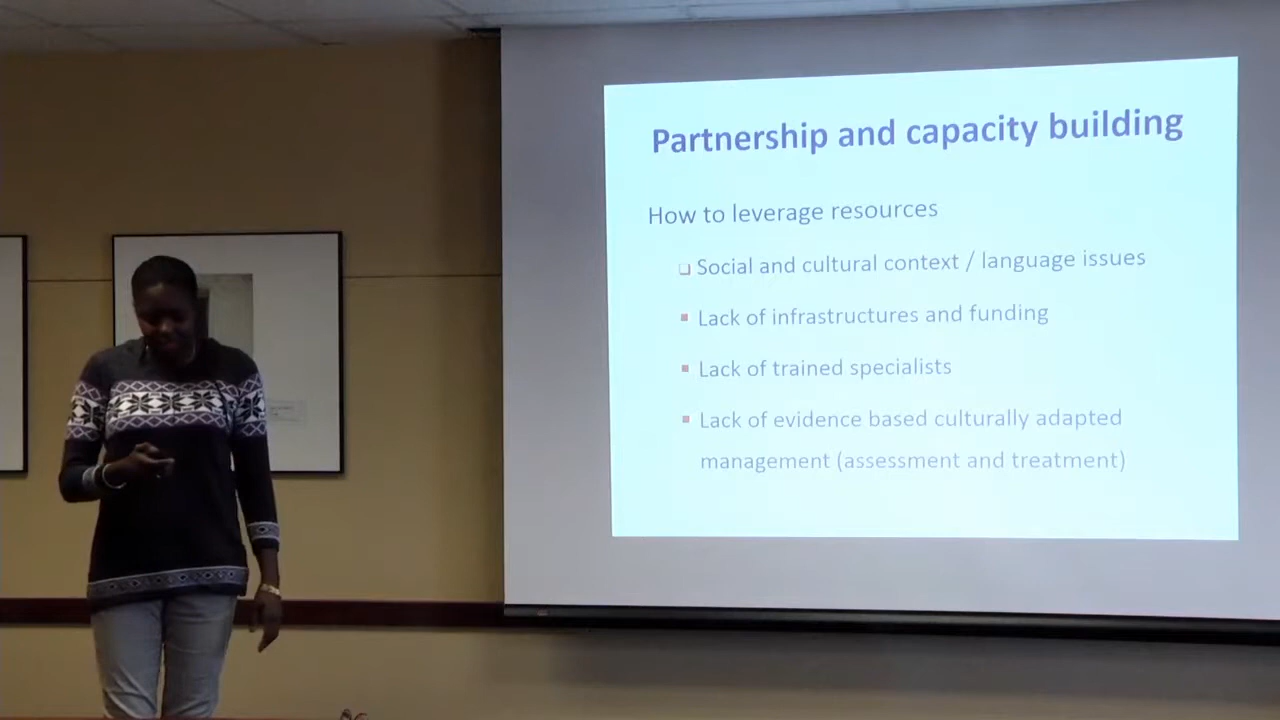 Partnership and capacity building
How to leverage resources
❑ Social and cultural context / language issues
▪ Lack of infrastructures and funding
▪ Lack of trained specialists
▪ Lack of evidence based culturally adapted
management (assessment and treatment)